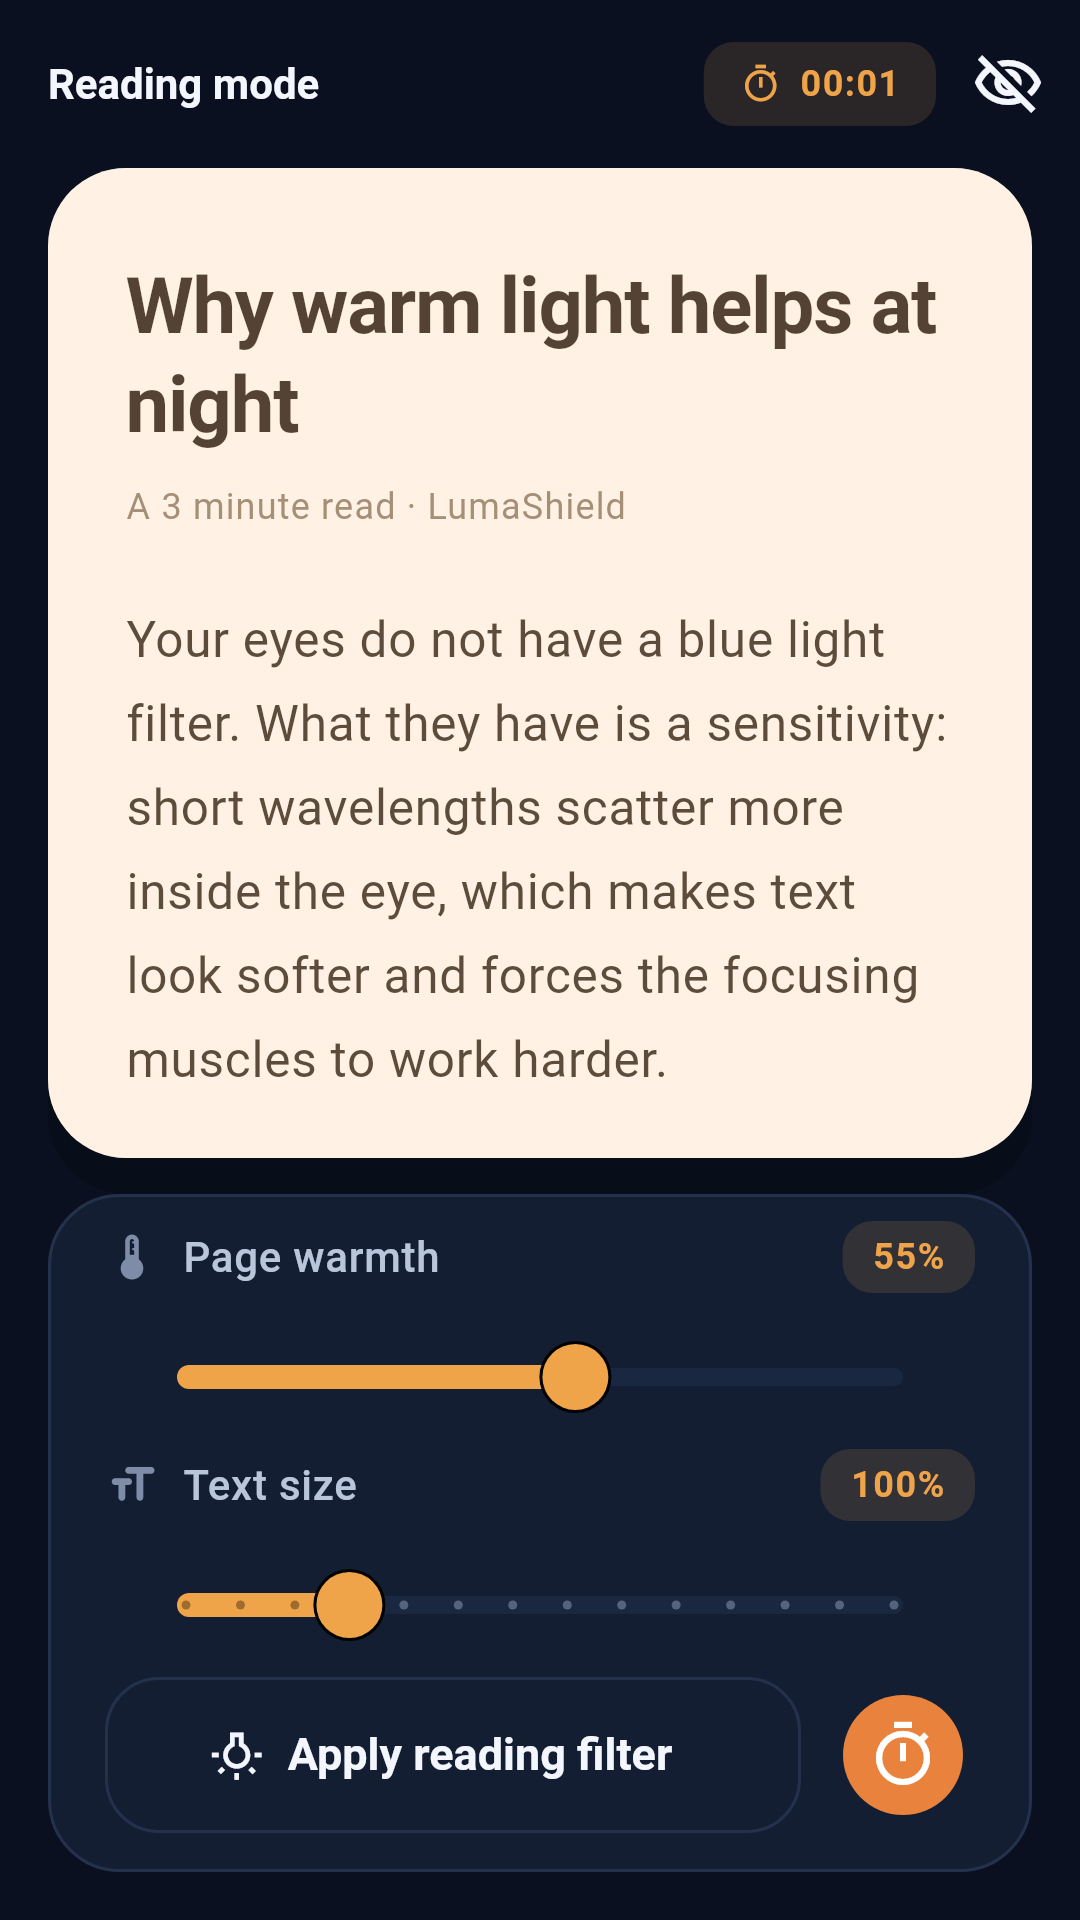 Reading mode
00:01
Why warm light helps at
night
A 3 minute read · LumaShield
Your eyes do not have a blue light
filter. What they have is a sensitivity:
short wavelengths scatter more
inside the eye, which makes text
look softer and forces the focusing
muscles to work harder.
Page warmth
55%
Text size
100%
Apply reading filter